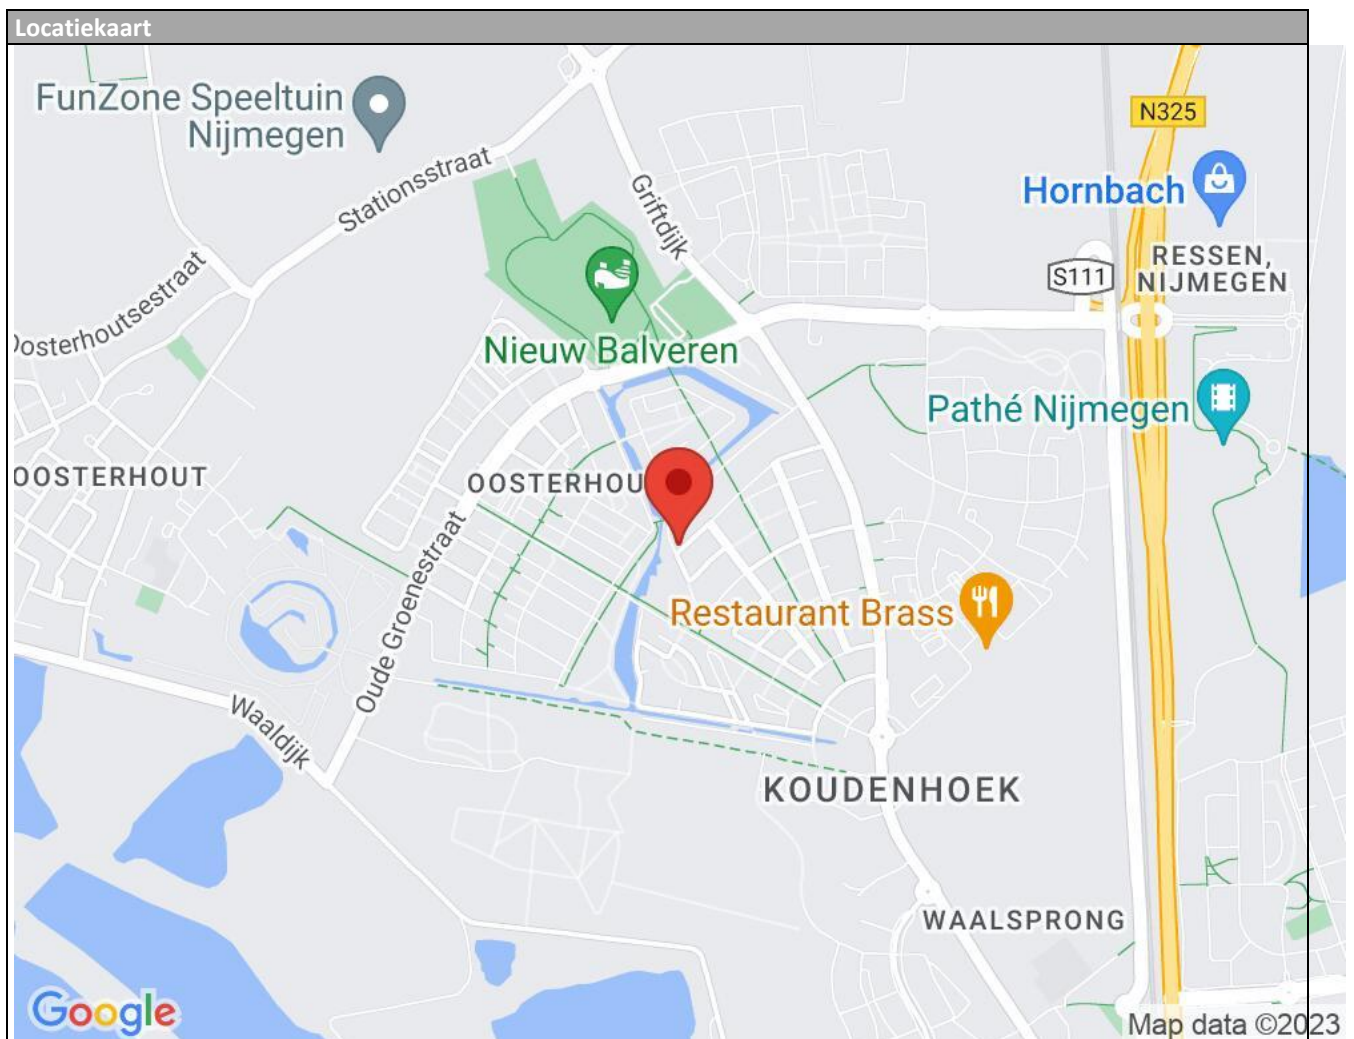 Locatiekaart
FunZone Speeltuin
Nijmegen
Stationsstraat
Griftdijk
N325
Hornbach
RESSEN,
NIJMEGEN
S111
Oosterhoutsestraat
Nieuw Balveren
Pathé Nijmegen
OOSTERHOUT
OOSTERHOU
Oude Groenestraat
Restaurant Brass
Waaldijk
KOUDENHOEK
WAALSPRONG
Google
Map data ©2023